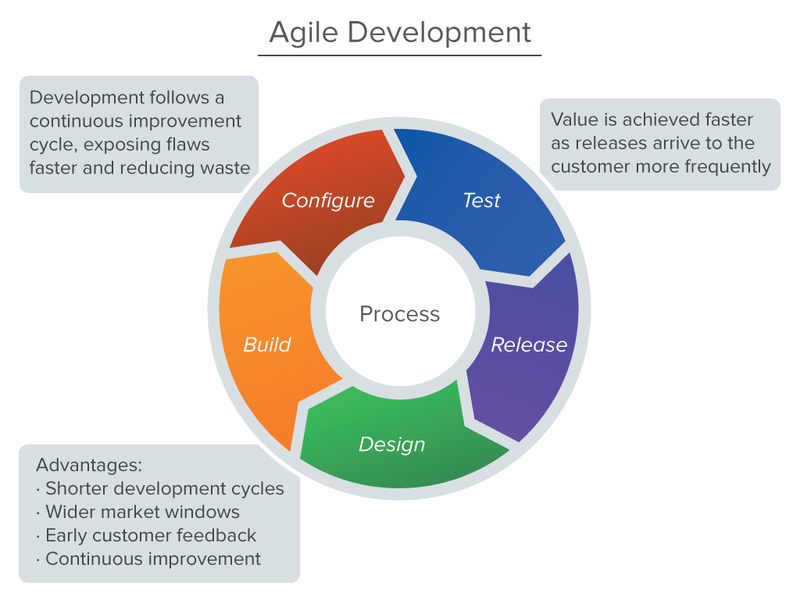 Agile Development
Development follows a
continuous improvement
cycle, exposing flaws
faster and reducing waste
Value is achieved faster
as releases arrive to the
customer more frequently
Configure
Test
Process
Build
Release
Design
Advantages:
· Shorter development cycles
· Wider market windows
· Early customer feedback
· Continuous improvement